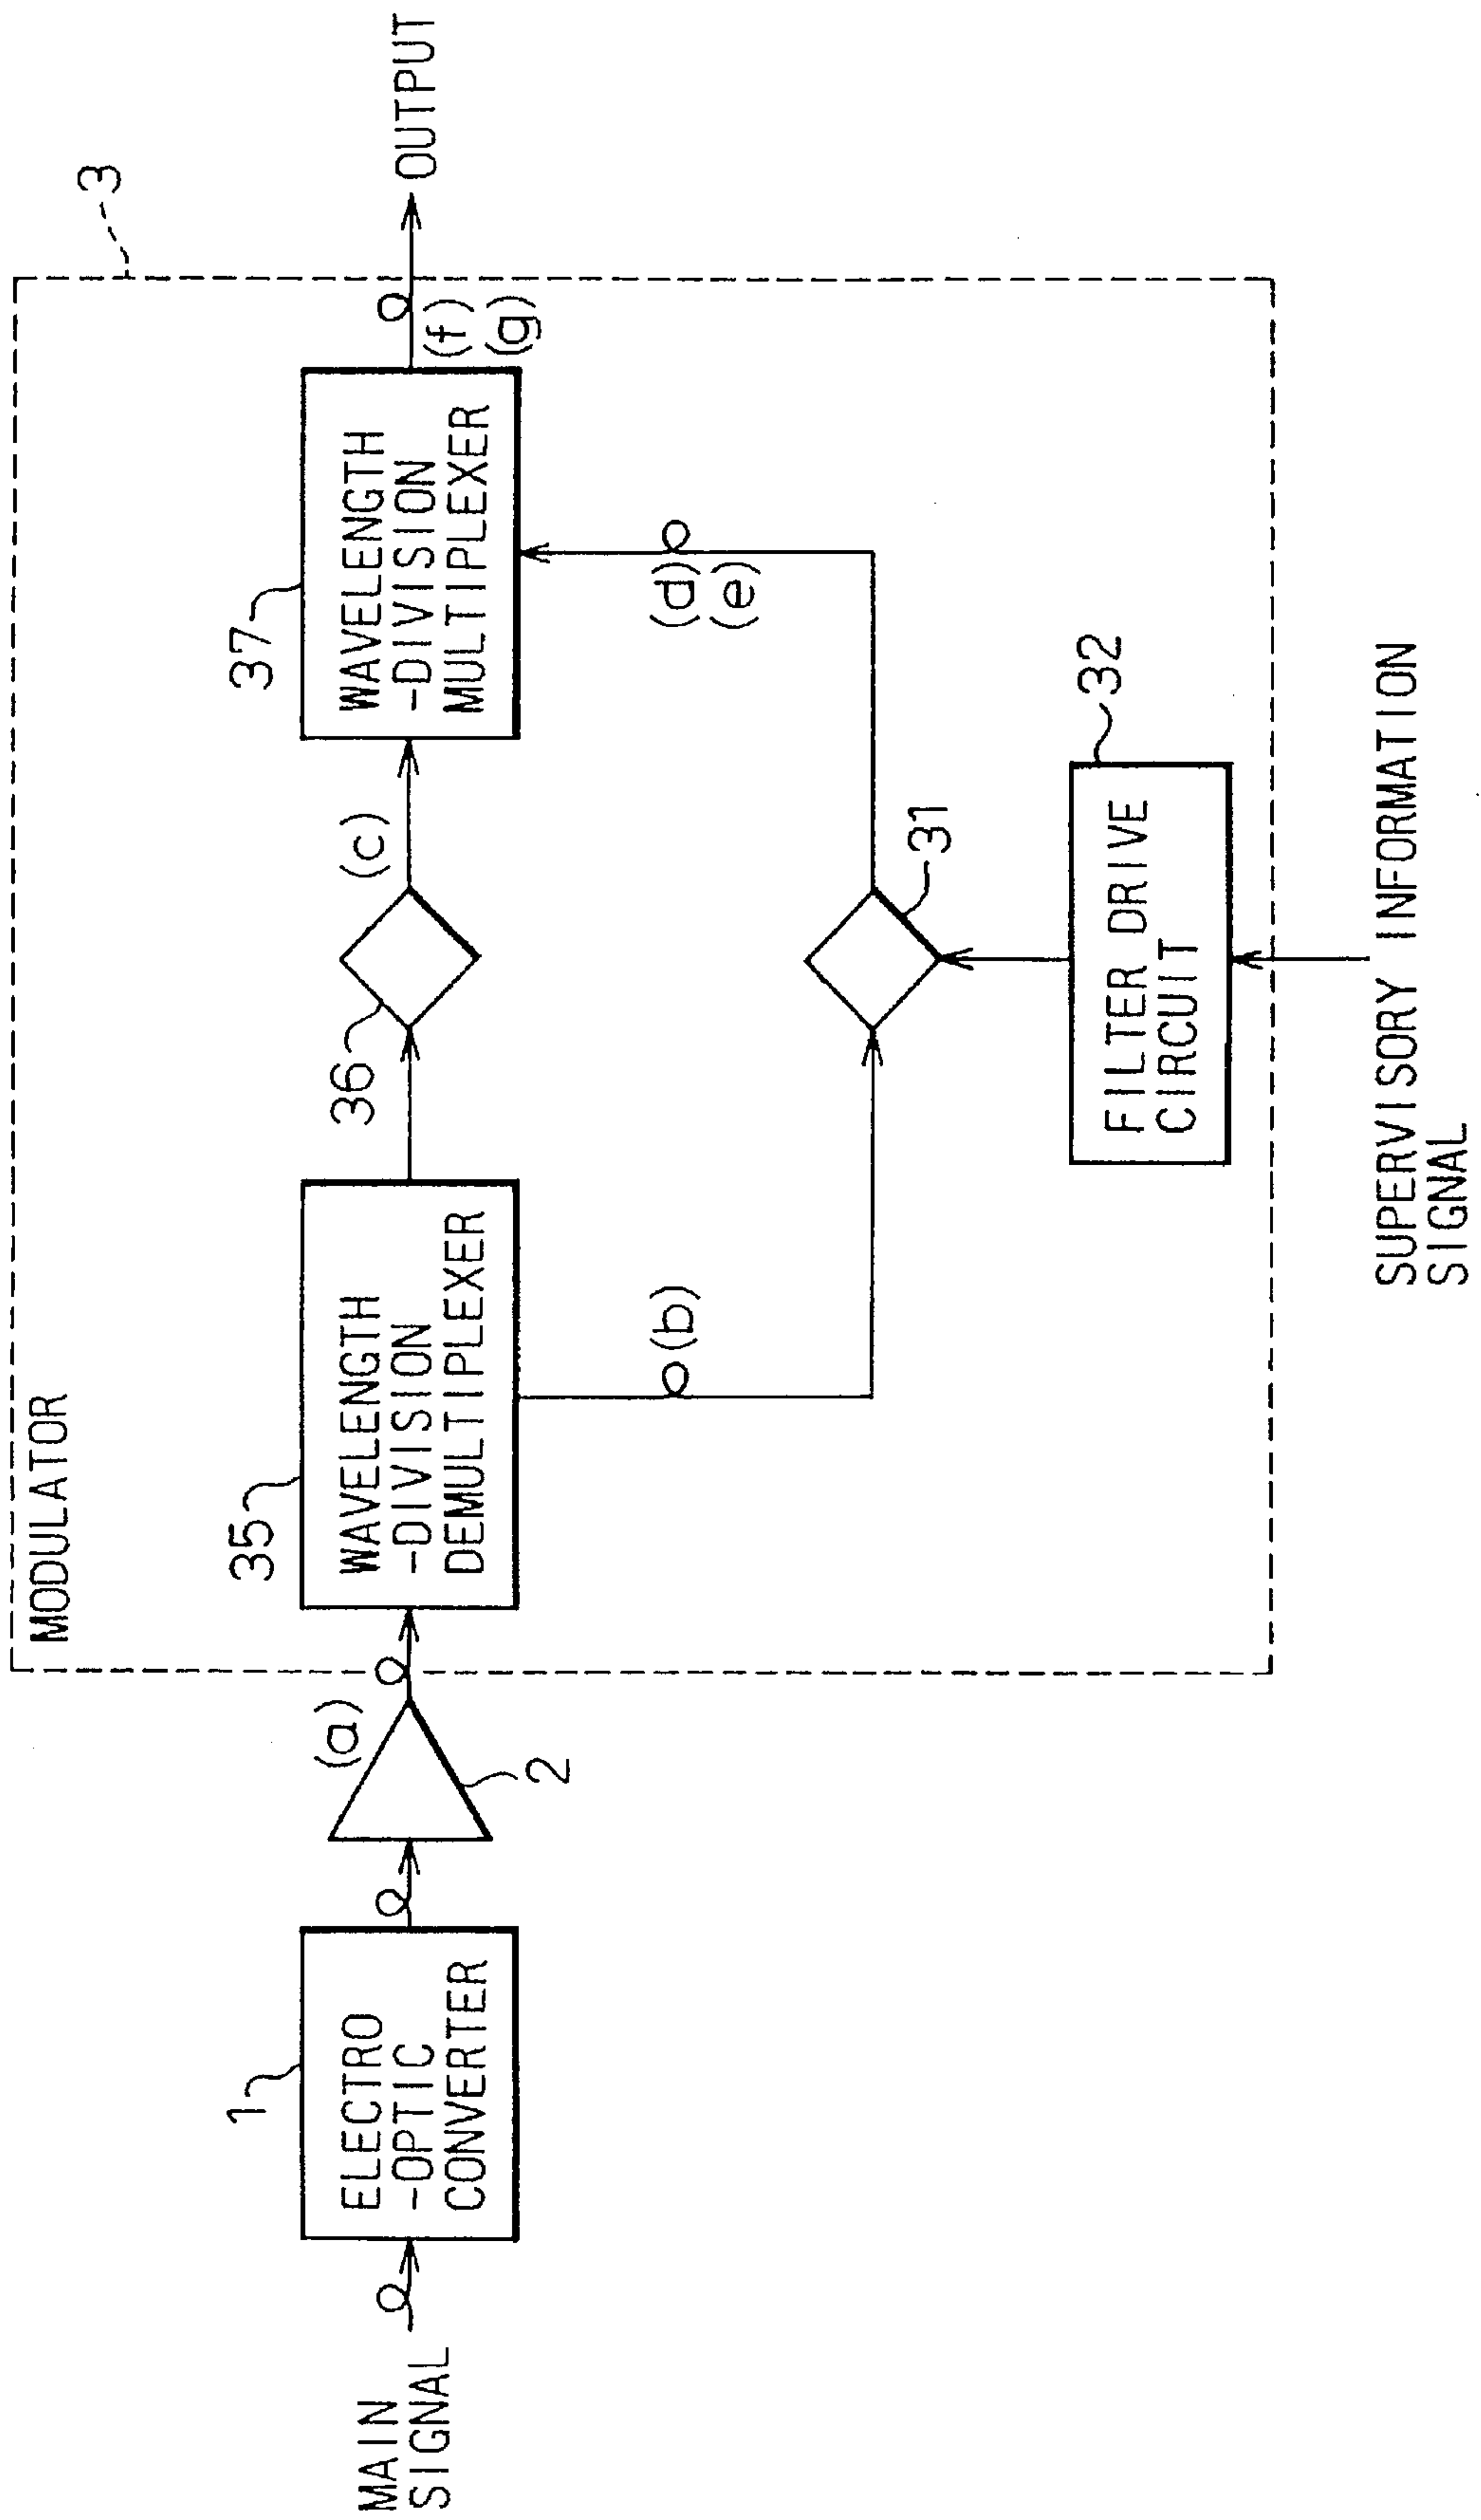 MODULATOR
3
1
ELECTRO
-OPTIC
CONVERTER
MAIN
SIGNAL
(a)
2
35
WAVELENGTH
-DIVISION
DEMULTIPLEXER
(b)
36
(c)
37
WAVELENGTH
-DIVISION
MULTIPLEXER
(d)
(e)
(f)
(g)
OUTPUT
31
32
FILTER DRIVE
CIRCUIT
SUPERVISORY INFORMATION
SIGNAL